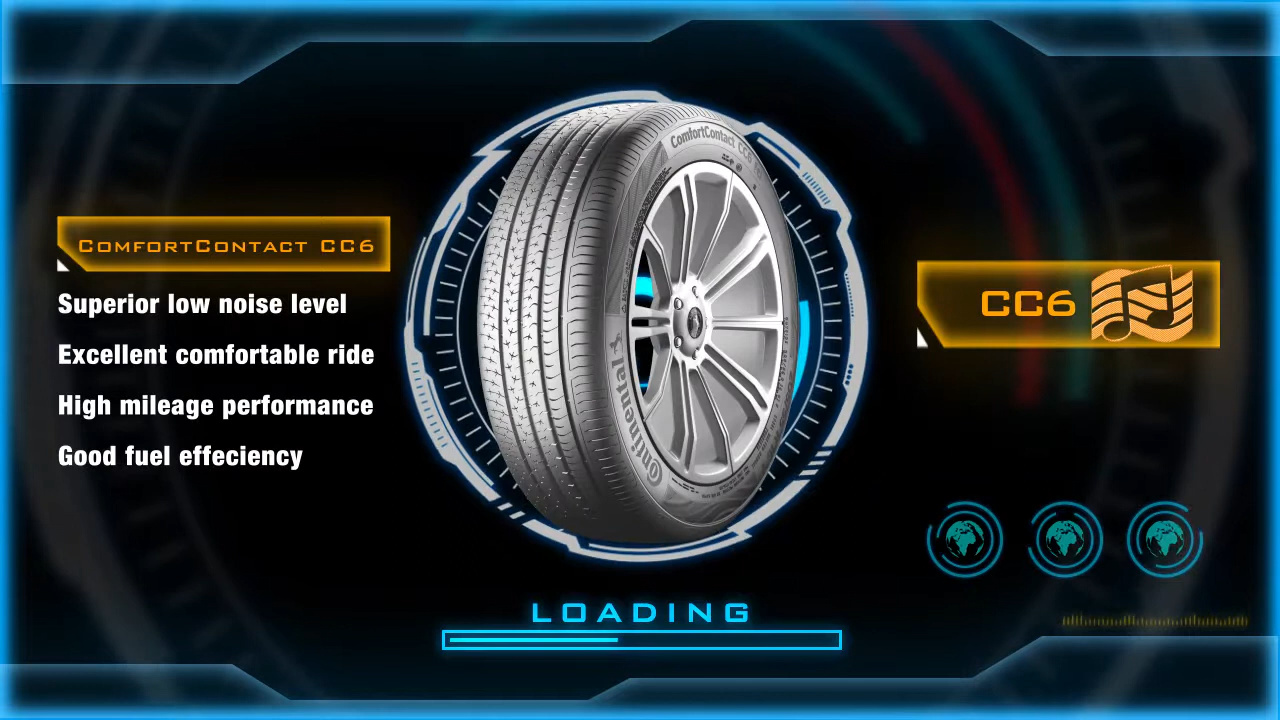 ComfortContact CC6
Superior low noise level
Excellent comfortable ride
High mileage performance
Good fuel effeciency
ComfortContact CC6
Continental
CC6
LOADING